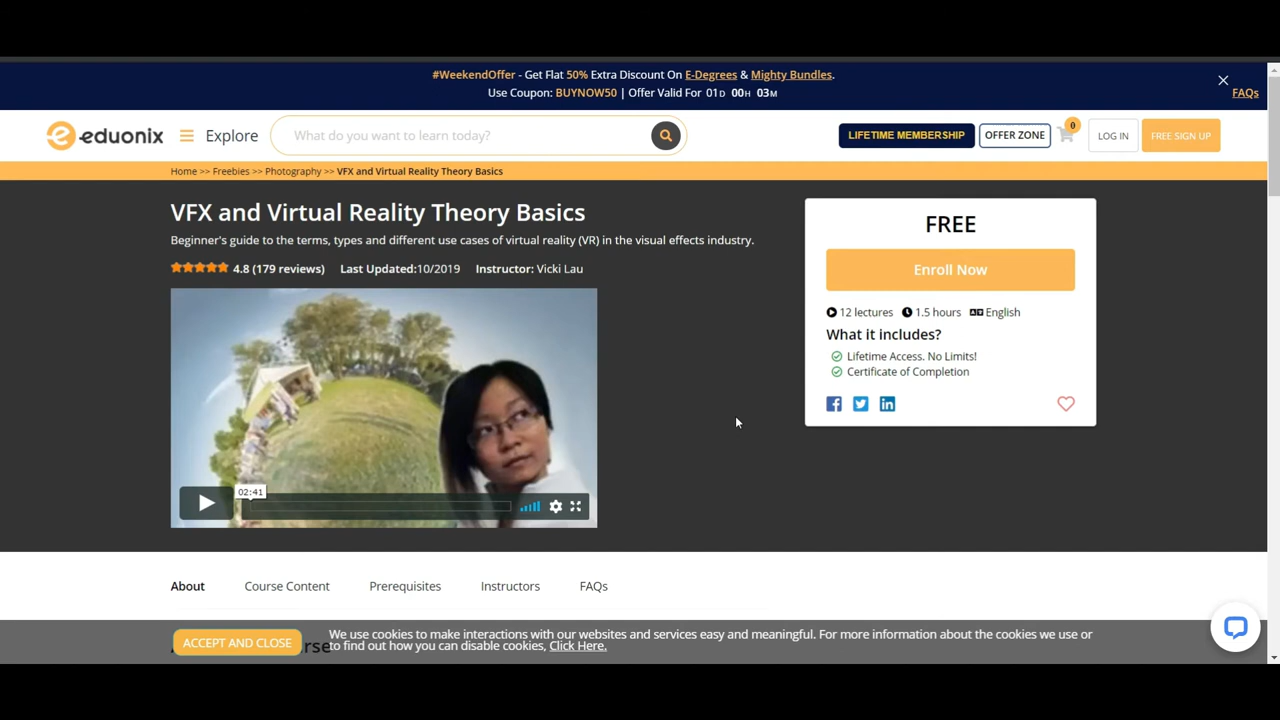 #WeekendOffer - Get Flat 50% Extra Discount On E-Degrees & Mighty Bundles.
Use Coupon: BUYNOW50 | Offer Valid For 01D 00H 03M
FAQs
eduonix
Explore
What do you want to learn today?
LIFETIME MEMBERSHIP
OFFER ZONE
0
LOG IN
FREE SIGN UP
Home >> Freebies >> Photography >> VFX and Virtual Reality Theory Basics
VFX and Virtual Reality Theory Basics
Beginner's guide to the terms, types and different use cases of virtual reality (VR) in the visual effects industry.
4.8 (179 reviews) Last Updated:10/2019 Instructor: Vicki Lau
02:41
FREE
Enroll Now
12 lectures 1.5 hours English
What it includes?
Lifetime Access. No Limits!
Certificate of Completion
About Course Content Prerequisites Instructors FAQs
ACCEPT AND CLOSE
We use cookies to make interactions with our websites and services easy and meaningful. For more information about the cookies we use or
to find out how you can disable cookies, Click Here.